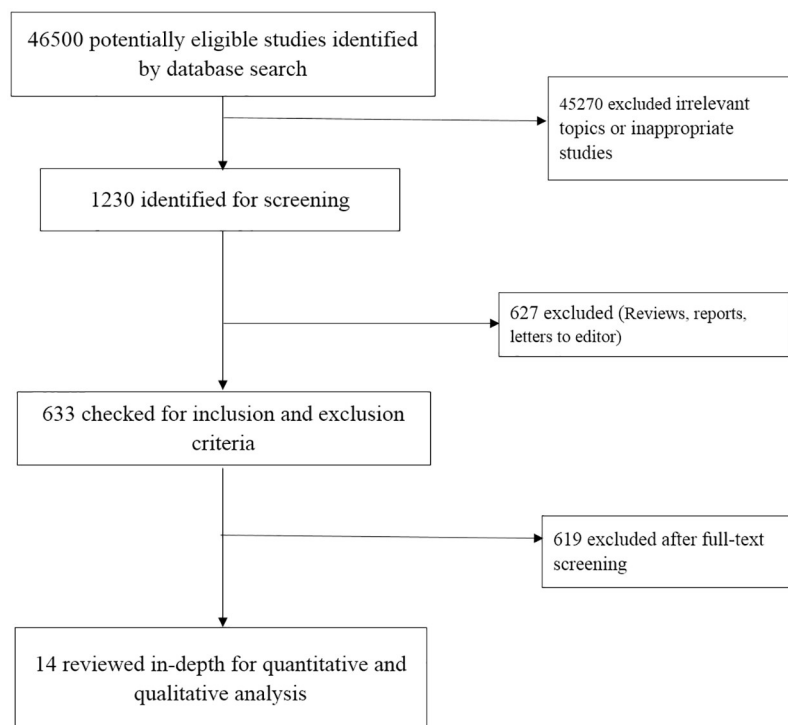 46500 potentially eligible studies identified
by database search
45270 excluded irrelevant
topics or inappropriate
studies
1230 identified for screening
627 excluded (Reviews, reports,
letters to editor)
633 checked for inclusion and exclusion
criteria
619 excluded after full-text
screening
14 reviewed in-depth for quantitative and
qualitative analysis